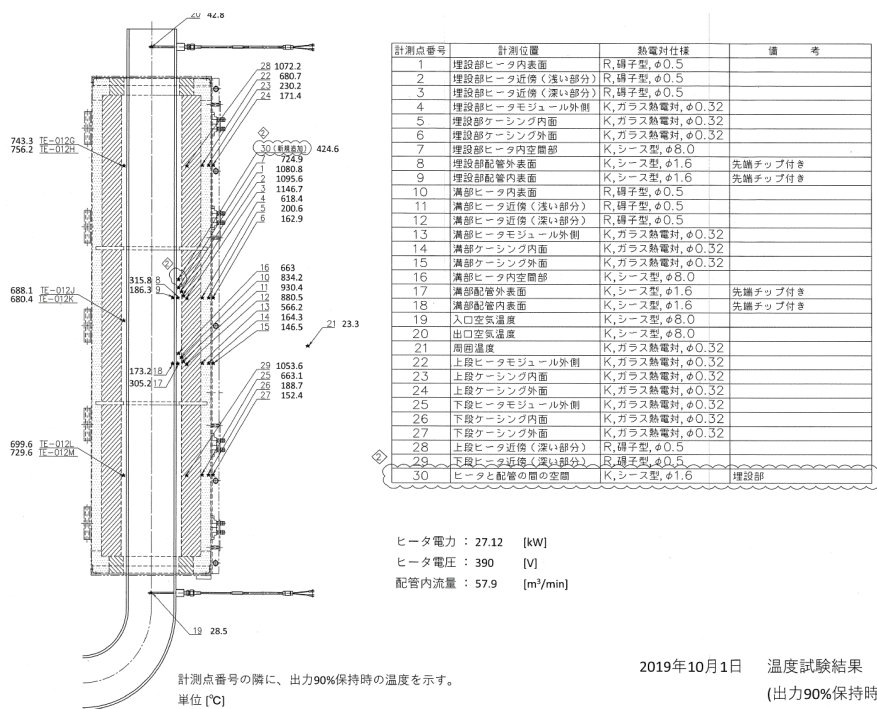 20 42.8
28 1072.2
22 680.7
23 230.2
24 171.4
743.3 TE-012G
756.2 TE-012H
2
30(新規追加) 424.6
7 724.9
1 1080.8
2 1095.6
3 1146.7
4 618.4
5 200.6
6 162.9
2
315.8 8
186.3 9
688.1 TE-012J
680.4 TE-012K
16 663
10 834.2
11 930.4
12 880.5
13 566.2
14 164.3
15 146.5
21 23.3
173.2 18
305.2 17
29 1053.6
25 663.1
26 188.7
27 152.4
699.6 TE-012L
729.6 TE-012M
19 28.5
計測点番号の隣に、出力90%保持時の温度を示す。
単位 [℃]
計測点番号 計測位置 熱電対仕様 備考
1 埋設部ヒータ内表面 R,碍子型,φ0.5
2 埋設部ヒータ近傍(浅い部分) R,碍子型,φ0.5
3 埋設部ヒータ近傍(深い部分) R,碍子型,φ0.5
4 埋設部ヒータモジュール外側 K,ガラス熱電対,φ0.32
5 埋設部ケーシング内面 K,ガラス熱電対,φ0.32
6 埋設部ケーシング外面 K,ガラス熱電対,φ0.32
7 埋設部ヒータ内空間部 K,シース型,φ8.0
8 埋設部配管外表面 K,シース型,φ1.6 先端チップ付き
9 埋設部配管内表面 K,シース型,φ1.6 先端チップ付き
10 溝部ヒータ内表面 R,碍子型,φ0.5
11 溝部ヒータ近傍(浅い部分) R,碍子型,φ0.5
12 溝部ヒータ近傍(深い部分) R,碍子型,φ0.5
13 溝部ヒータモジュール外側 K,ガラス熱電対,φ0.32
14 溝部ケーシング内面 K,ガラス熱電対,φ0.32
15 溝部ケーシング外面 K,ガラス熱電対,φ0.32
16 溝部ヒータ内空間部 K,シース型,φ8.0
17 溝部配管外表面 K,シース型,φ1.6 先端チップ付き
18 溝部配管内表面 K,シース型,φ1.6 先端チップ付き
19 入口空気温度 K,シース型,φ8.0
20 出口空気温度 K,シース型,φ8.0
21 周囲温度 K,ガラス熱電対,φ0.32
22 上段ヒータモジュール外側 K,ガラス熱電対,φ0.32
23 上段ケーシング内面 K,ガラス熱電対,φ0.32
24 上段ケーシング外面 K,ガラス熱電対,φ0.32
25 下段ヒータモジュール外側 K,ガラス熱電対,φ0.32
26 下段ケーシング内面 K,ガラス熱電対,φ0.32
27 下段ケーシング外面 K,ガラス熱電対,φ0.32
28 上段ヒータ近傍(深い部分) R,碍子型,φ0.5
29 下段ヒータ近傍(深い部分) R,碍子型,φ0.5
2
30 ヒータと配管の間の空間 K,シース型,φ1.6 埋設部
ヒータ電力 : 27.12 [kW]
ヒータ電圧 : 390 [V]
配管内流量 : 57.9 [m³/min]
2019年10月1日 温度試験結果
(出力90%保持時